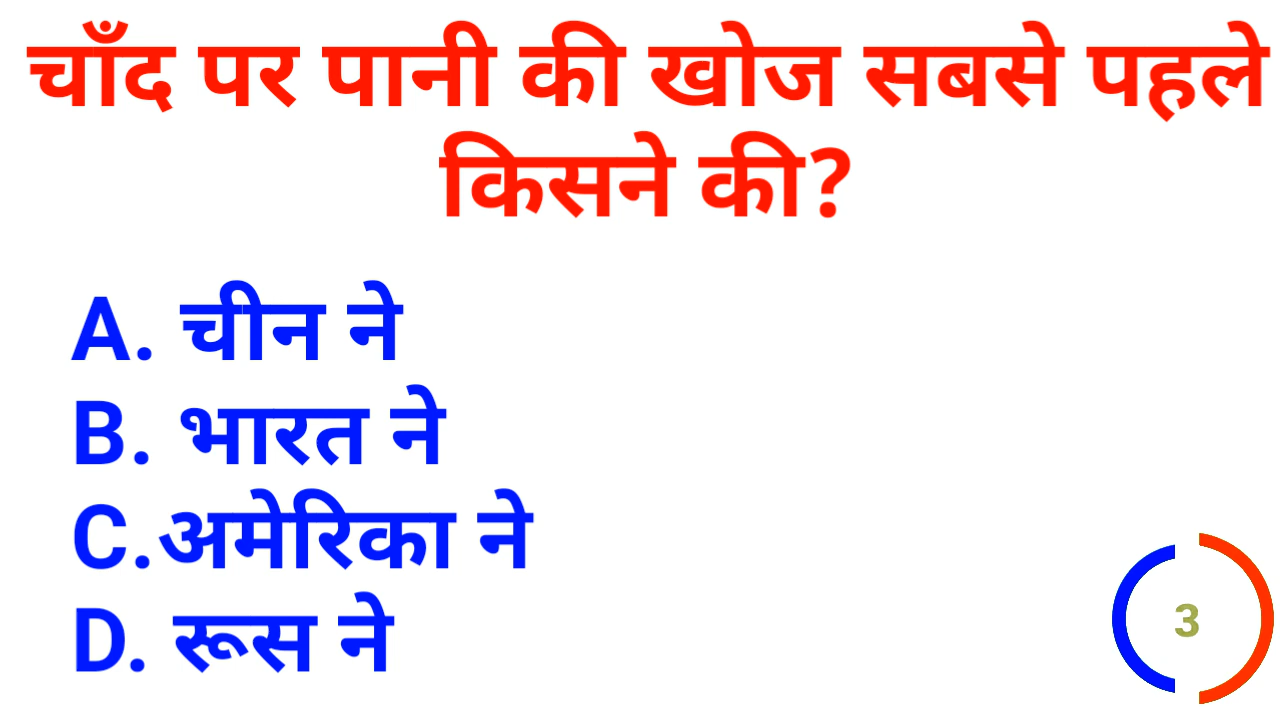 चाँद पर पानी की खोज सबसे पहले
किसने की?
A. चीन ने
B. भारत ने
C.अमेरिका ने
D. रूस ने
3